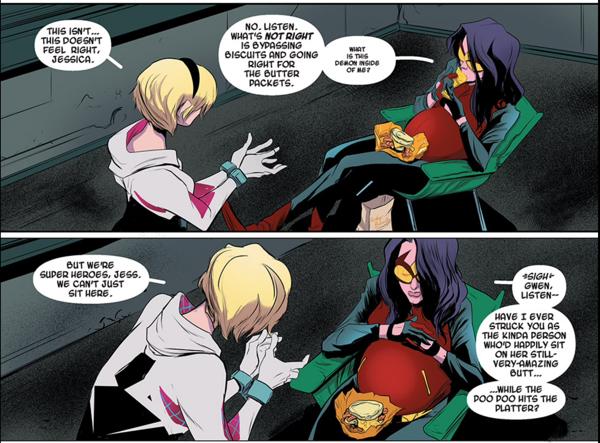 THIS ISN'T...
THIS DOESN'T
FEEL RIGHT,
JESSICA.
NO. LISTEN.
WHAT'S NOT RIGHT
IS BYPASSING
BISCUITS AND GOING
RIGHT FOR
THE BUTTER
PACKETS.
WHAT
IS THIS
DEMON INSIDE
OF ME?
BUT WE'RE
SUPER HEROES, JESS.
WE CAN'T JUST
SIT HERE.
*SIGH*
GWEN,
LISTEN--
HAVE I EVER
STRUCK YOU AS
THE KINDA PERSON
WHO'D HAPPILY SIT
ON HER STILL-
VERY-AMAZING
BUTT...
...WHILE THE
DOO DOO HITS THE
PLATTER?